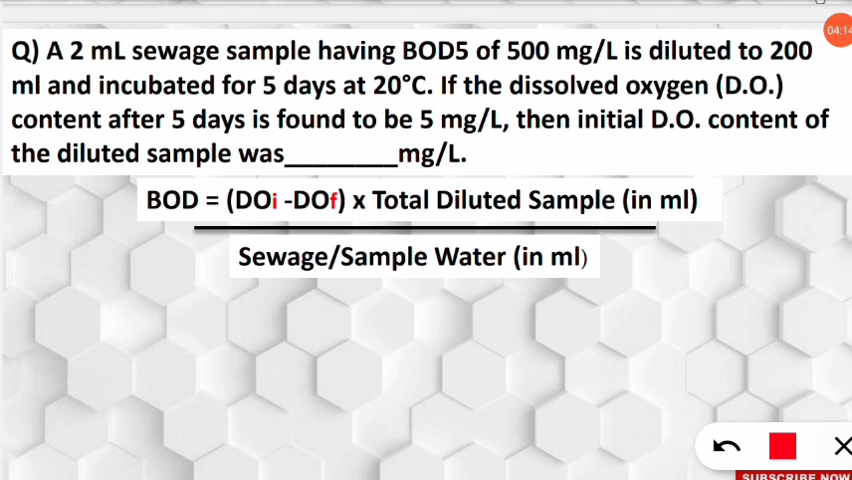 04:14
Q) A 2 mL sewage sample having BOD5 of 500 mg/L is diluted to 200
ml and incubated for 5 days at 20°C. If the dissolved oxygen (D.O.)
content after 5 days is found to be 5 mg/L, then initial D.O. content of
the diluted sample was________mg/L.
BOD = (DOi -DOf) x Total Diluted Sample (in ml)
Sewage/Sample Water (in ml)
SUBSCRIBE NOW